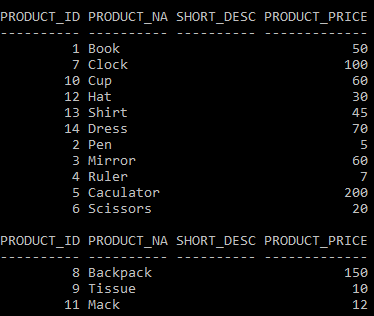 PRODUCT_ID PRODUCT_NA SHORT_DESC PRODUCT_PRICE
---------- ---------- ---------- -------------
1 Book 50
7 Clock 100
10 Cup 60
12 Hat 30
13 Shirt 45
14 Dress 70
2 Pen 5
3 Mirror 60
4 Ruler 7
5 Caculator 200
6 Scissors 20
PRODUCT_ID PRODUCT_NA SHORT_DESC PRODUCT_PRICE
---------- ---------- ---------- -------------
8 Backpack 150
9 Tissue 10
11 Mack 12